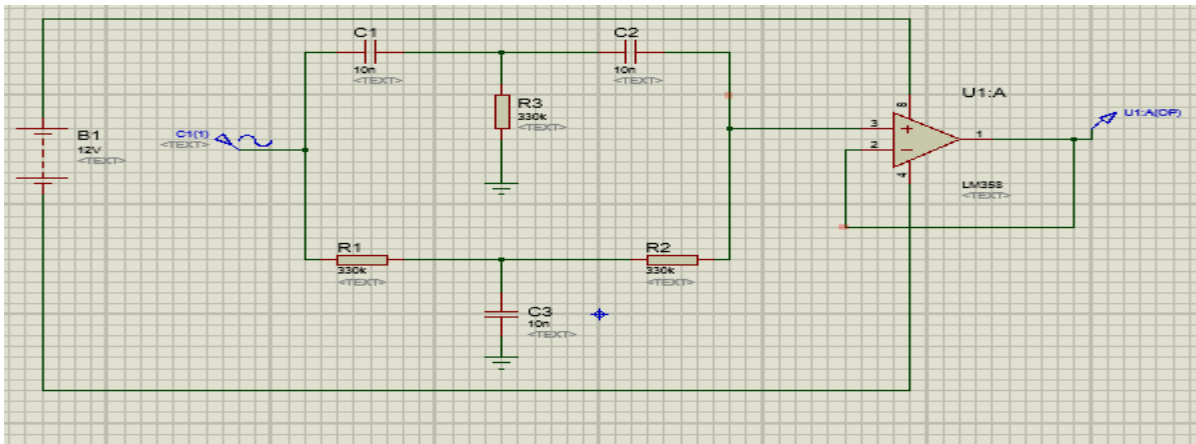 C1
10n
<TEXT>
C2
10n
<TEXT>
U1:A
R3
330k
<TEXT>
8
U1:A(OP)
B1
12V
<TEXT>
C1(1)
<TEXT>
3
+
1
2
−
4
LM358
<TEXT>
R1
330k
<TEXT>
R2
330k
<TEXT>
C3
10n
<TEXT>